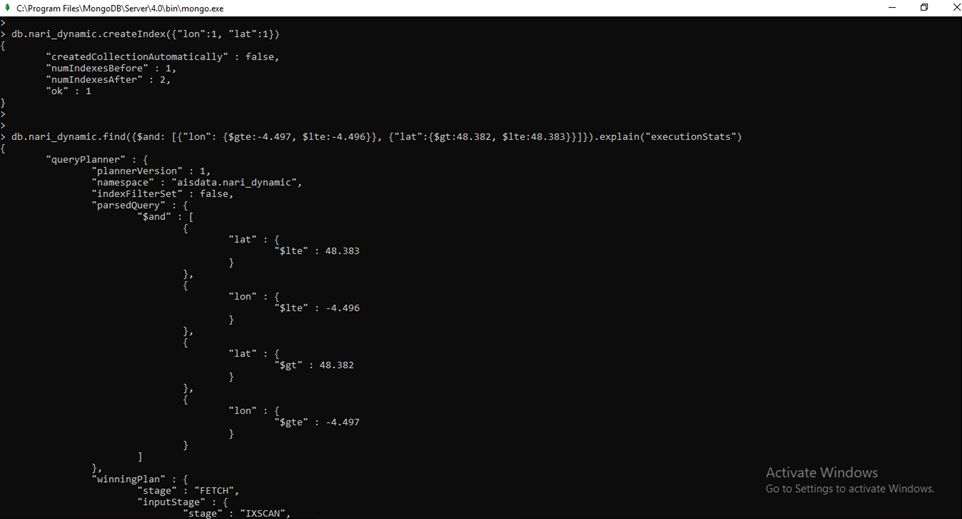 C:\Program Files\MongoDB\Server\4.0\bin\mongo.exe
>
> db.nari_dynamic.createIndex({"lon":1, "lat":1})
{
        "createdCollectionAutomatically" : false,
        "numIndexesBefore" : 1,
        "numIndexesAfter" : 2,
        "ok" : 1
}
>
>
> db.nari_dynamic.find({$and: [{"lon": {$gte:-4.497, $lte:-4.496}}, {"lat":{$gt:48.382, $lte:48.383}}]}).explain("executionStats")
{
        "queryPlanner" : {
                "plannerVersion" : 1,
                "namespace" : "aisdata.nari_dynamic",
                "indexFilterSet" : false,
                "parsedQuery" : {
                        "$and" : [
                                {
                                        "lat" : {
                                                "$lte" : 48.383
                                        }
                                },
                                {
                                        "lon" : {
                                                "$lte" : -4.496
                                        }
                                },
                                {
                                        "lat" : {
                                                "$gt" : 48.382
                                        }
                                },
                                {
                                        "lon" : {
                                                "$gte" : -4.497
                                        }
                                }
                        ]
                },
                "winningPlan" : {
                        "stage" : "FETCH",
                        "inputStage" : {
                                "stage" : "IXSCAN",
Activate Windows
Go to Settings to activate Windows.